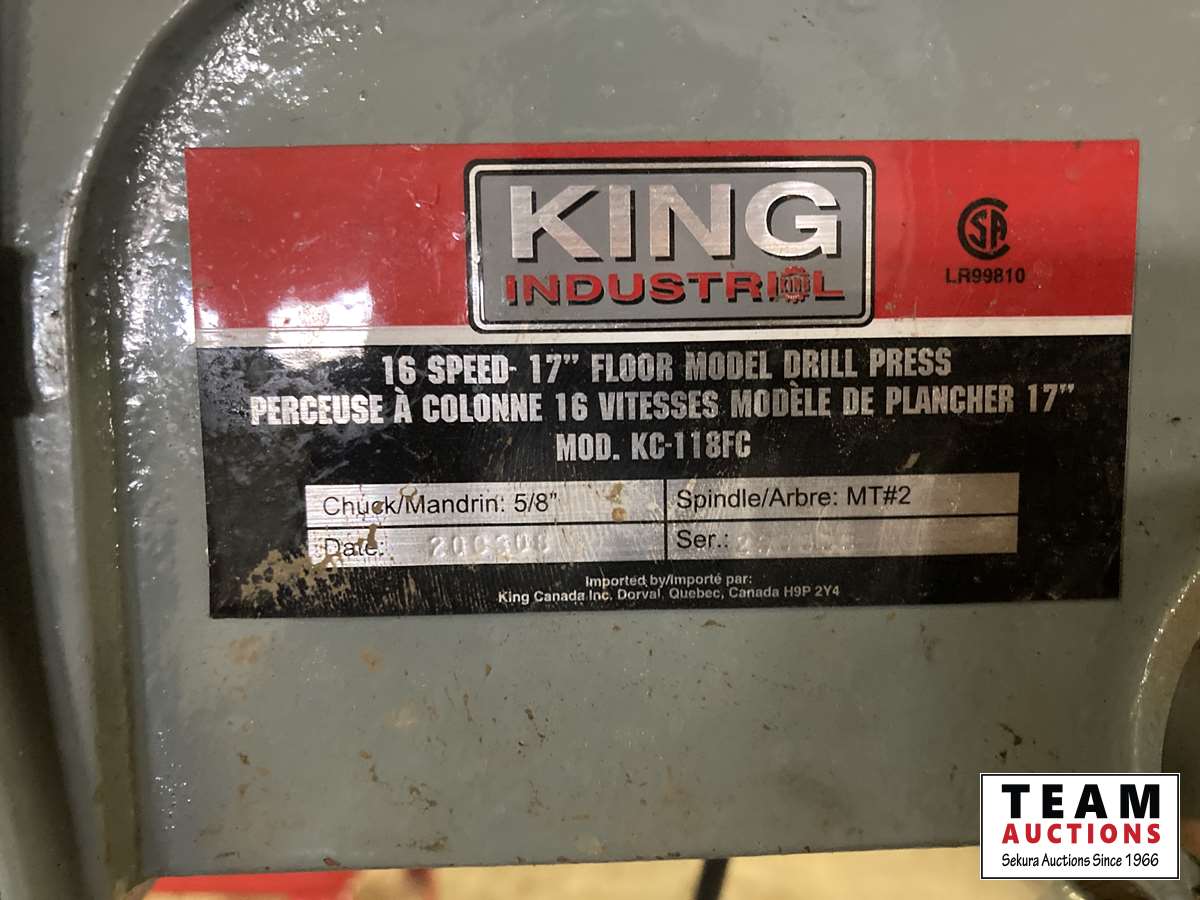 KING
INDUSTRIAL
KING
CSA
LR99810
16 SPEED- 17” FLOOR MODEL DRILL PRESS
PERCEUSE À COLONNE 16 VITESSES MODÈLE DE PLANCHER 17”
MOD. KC-118FC
Chuck/Mandrin: 5/8” Spindle/Arbre: MT#2
Date: Ser.:
Imported by/Importé par:
King Canada Inc. Dorval, Quebec, Canada H9P 2Y4
TEAM
AUCTIONS
Sekura Auctions Since 1966